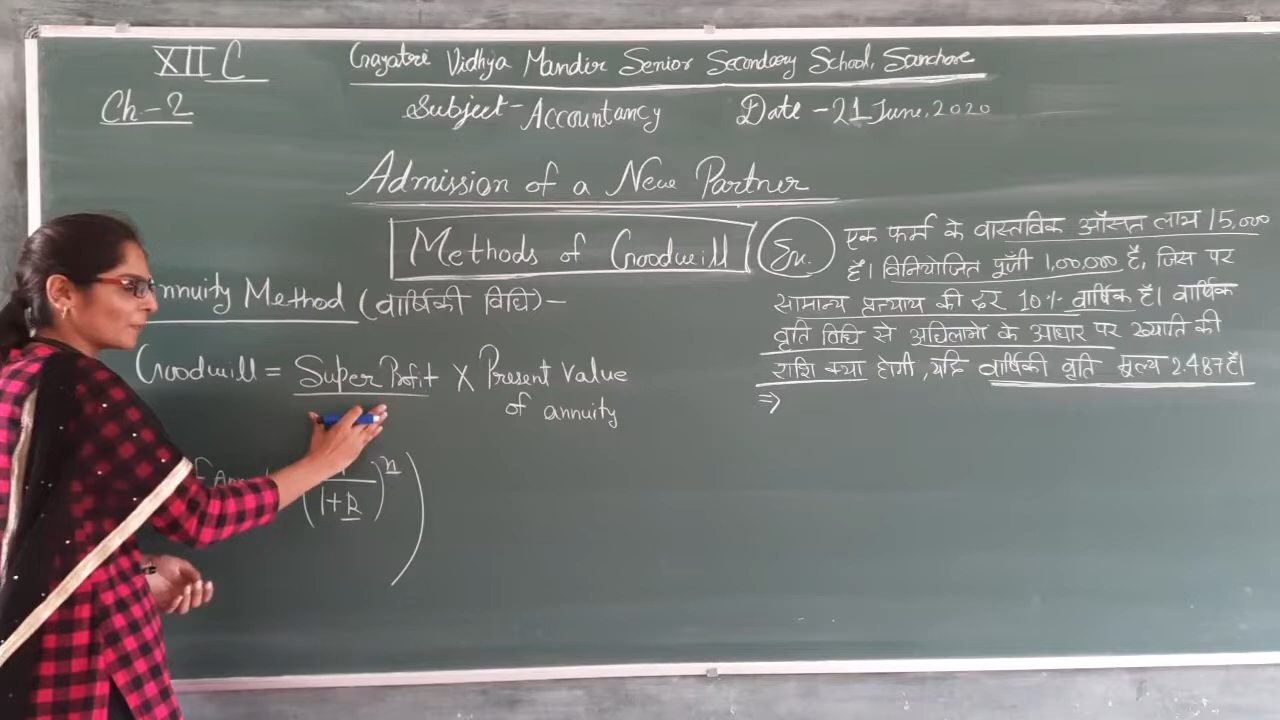 XII C
Gayatri Vidhya Mandir Senior Secondary School, Sanchore
Ch-2
Subject-Accountancy Date -21 June, 2020
Admission of a New Partner
Methods of Goodwill
Annuity Method (वार्षिकी विधि)-
Goodwill = Super Profit X Present Value
of annuity
(1+R)
n
Ex.
एक फर्म के वास्तविक औसत लाभ 15,000
है। विनियोजित पूँजी 1,00,000 है, जिस पर
सामान्य प्रत्याय की दर 10% वार्षिक है। वार्षिक
वृति विधि से अधिलाभो के आधार पर ख्याति की
राशि क्या होगी, यदि वार्षिकी वृति मूल्य 2.487 है।
⇒